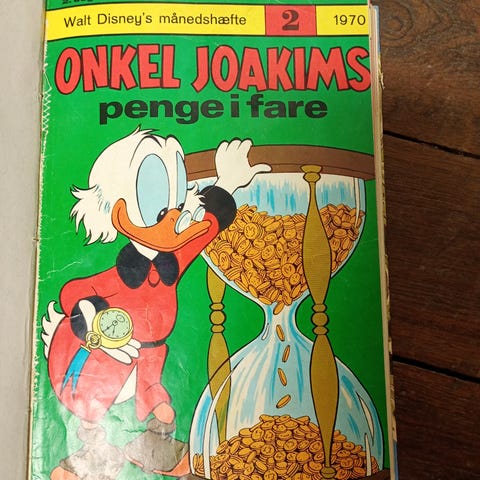 Walt Disney's månedshæfte 2 1970
ONKEL JOAKIMS
penge i fare